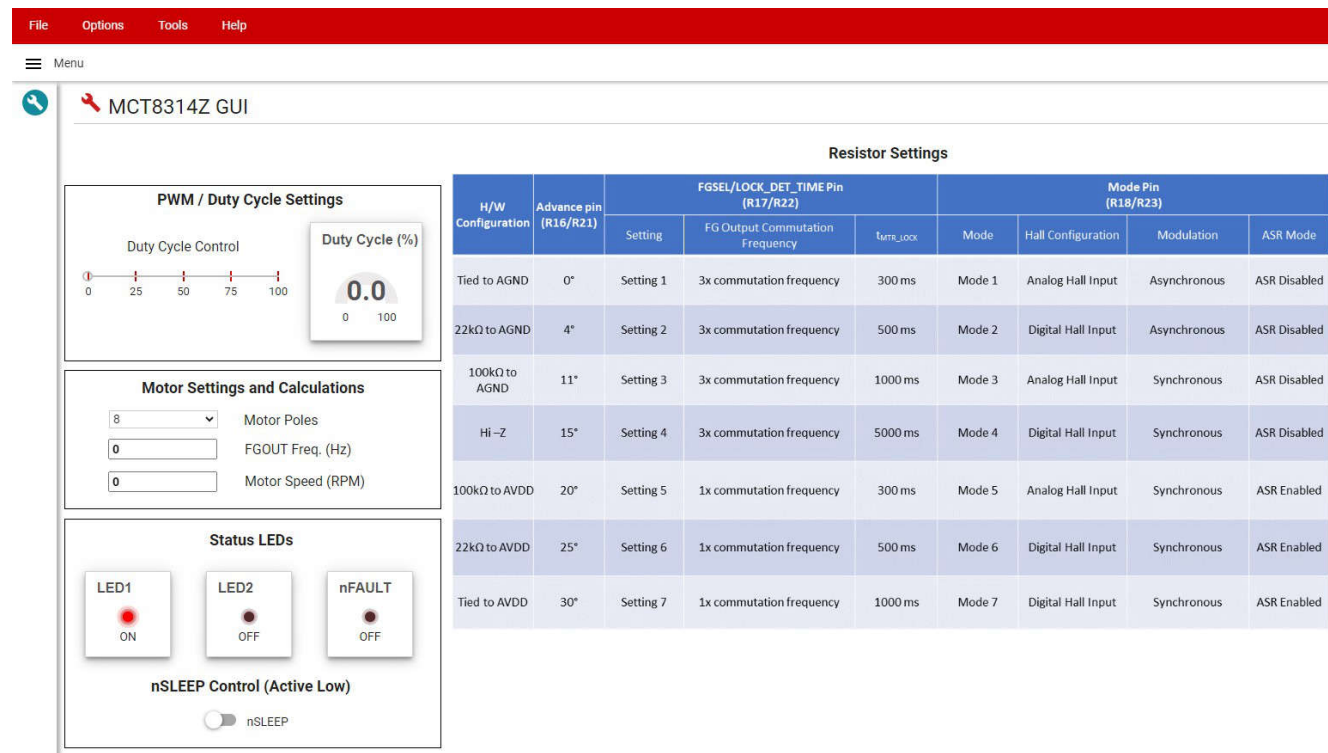 File Options Tools Help
Menu
MCT8314Z GUI
Resistor Settings
PWM / Duty Cycle Settings
Duty Cycle Control
0 25 50 75 100
Duty Cycle (%)
0.0
0 100
Motor Settings and Calculations
8 Motor Poles
0 FGOUT Freq. (Hz)
0 Motor Speed (RPM)
Status LEDs
LED1 LED2 nFAULT
ON OFF OFF
nSLEEP Control (Active Low)
nSLEEP
H/W Configuration Advance pin (R16/R21) FGSEL/LOCK_DET_TIME Pin (R17/R22) Mode Pin (R18/R23)
Setting FG Output Commutation Frequency tMTR_LOCK Mode Hall Configuration Modulation ASR Mode
Tied to AGND 0° Setting 1 3x commutation frequency 300 ms Mode 1 Analog Hall Input Asynchronous ASR Disabled
22kΩ to AGND 4° Setting 2 3x commutation frequency 500 ms Mode 2 Digital Hall Input Asynchronous ASR Disabled
100kΩ to AGND 11° Setting 3 3x commutation frequency 1000 ms Mode 3 Analog Hall Input Synchronous ASR Disabled
Hi –Z 15° Setting 4 3x commutation frequency 5000 ms Mode 4 Digital Hall Input Synchronous ASR Disabled
100kΩ to AVDD 20° Setting 5 1x commutation frequency 300 ms Mode 5 Analog Hall Input Synchronous ASR Enabled
22kΩ to AVDD 25° Setting 6 1x commutation frequency 500 ms Mode 6 Digital Hall Input Synchronous ASR Enabled
Tied to AVDD 30° Setting 7 1x commutation frequency 1000 ms Mode 7 Digital Hall Input Synchronous ASR Enabled